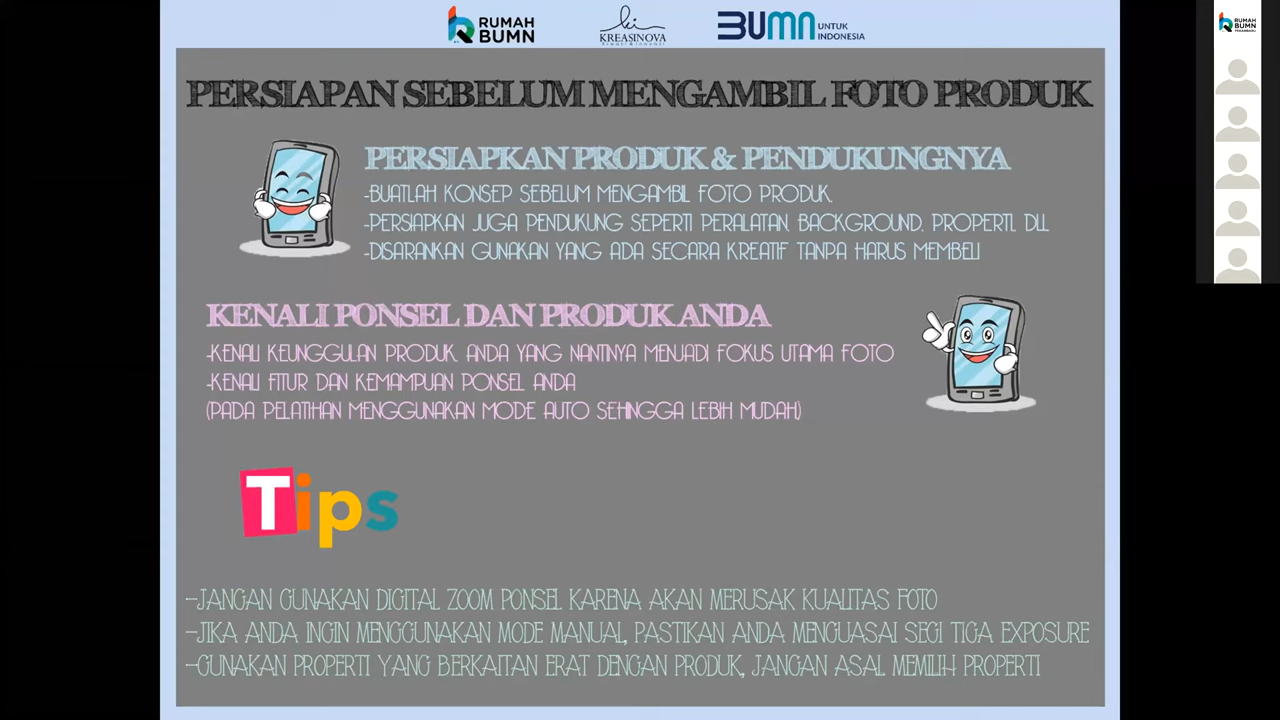 RUMAH BUMN
KREASINOVA
Kreasi & Inovasi
BUMN UNTUK INDONESIA
RUMAH BUMN
PEKANBARU
PERSIAPAN SEBELUM MENGAMBIL FOTO PRODUK
PERSIAPKAN PRODUK & PENDUKUNGNYA
-BUATLAH KONSEP SEBELUM MENGAMBIL FOTO PRODUK.
-PERSIAPKAN JUGA PENDUKUNG SEPERTI PERALATAN, BACKGROUND, PROPERTI, DLL
-DISARANKAN GUNAKAN YANG ADA SECARA KREATIF TANPA HARUS MEMBELI
KENALI PONSEL DAN PRODUK ANDA
-KENALI KEUNGGULAN PRODUK ANDA YANG NANTINYA MENJADI FOKUS UTAMA FOTO
-KENALI FITUR DAN KEMAMPUAN PONSEL ANDA
(PADA PELATIHAN MENGGUNAKAN MODE AUTO SEHINGGA LEBIH MUDAH)
Tips
-JANGAN GUNAKAN DIGITAL ZOOM PONSEL KARENA AKAN MERUSAK KUALITAS FOTO
-JIKA ANDA INGIN MENGGUNAKAN MODE MANUAL, PASTIKAN ANDA MENGUASAI SEGI TIGA EXPOSURE
-GUNAKAN PROPERTI YANG BERKAITAN ERAT DENGAN PRODUK, JANGAN ASAL MEMILIH PROPERTI